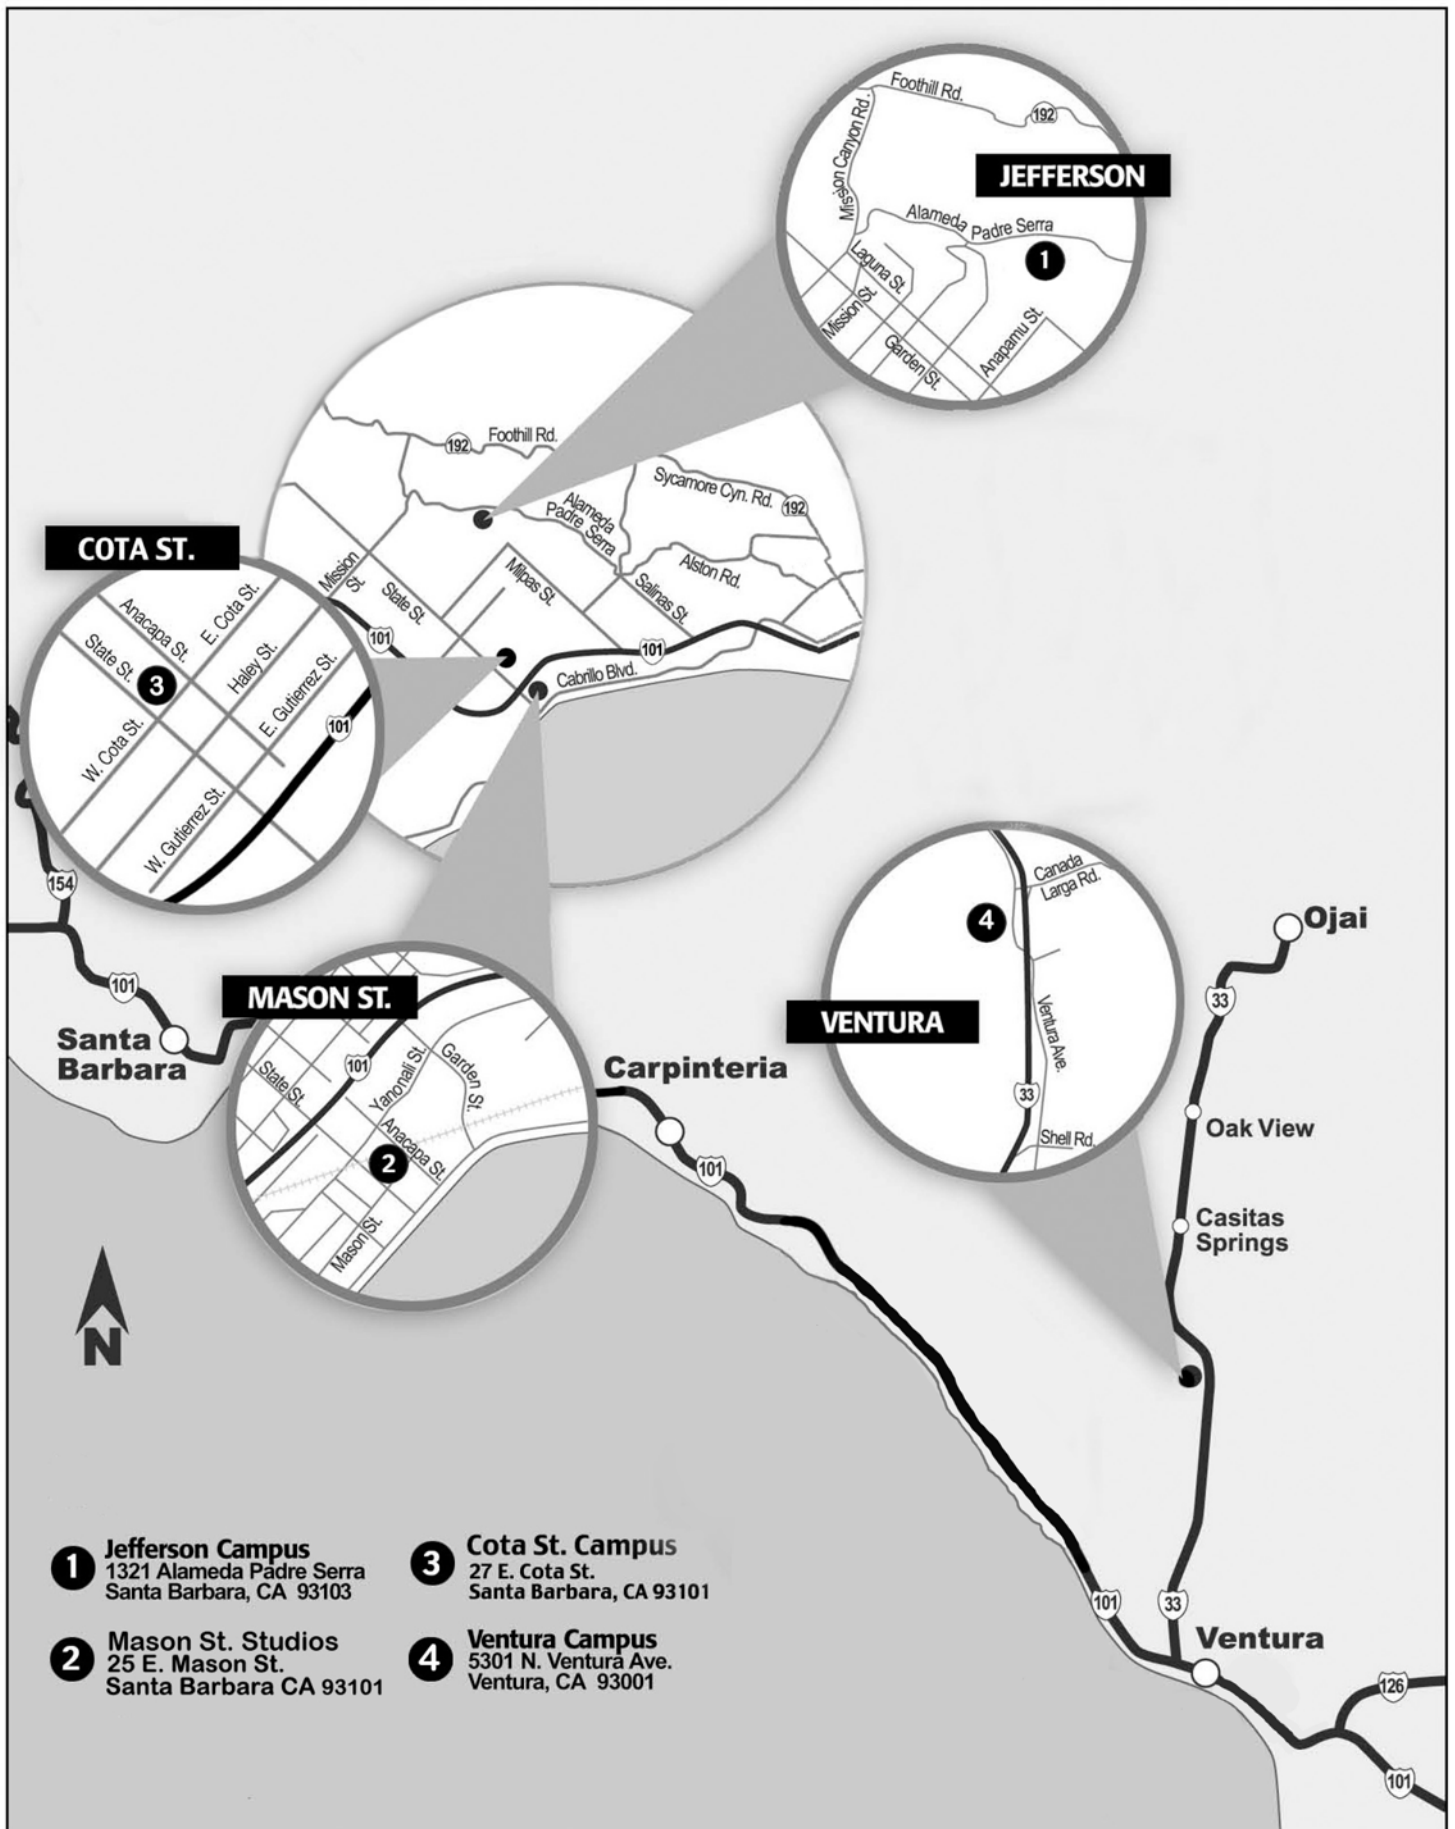 Foothill Rd.
192
Mission Canyon Rd.
JEFFERSON
Alameda
Padre Serra
1
Laguna St.
Mission St.
Garden St.
Anapamu St.
192
Foothill Rd.
Sycamore Cyn. Rd.
192
Alameda
Padre Serra
Mission
St.
State St.
Milpas St.
Salinas St.
Alston Rd.
101
101
Cabrillo Blvd.
COTA ST.
Anacapa St.
E. Cota St.
State St.
3
Haley St.
E. Gutierrez St.
W. Cota St.
101
W. Gutierrez St.
154
101
Santa
Barbara
MASON ST.
101
State St.
Yanonali St.
Garden St.
Anacapa St.
2
Mason St.
Carpinteria
101
Canada
Larga Rd.
4
VENTURA
Ventura Ave.
33
Shell Rd.
Ojai
33
Oak View
Casitas
Springs
N
101
33
Ventura
126
101
1 Jefferson Campus
1321 Alameda Padre Serra
Santa Barbara, CA 93103
2 Mason St. Studios
25 E. Mason St.
Santa Barbara CA 93101
3 Cota St. Campus
27 E. Cota St.
Santa Barbara, CA 93101
4 Ventura Campus
5301 N. Ventura Ave.
Ventura, CA 93001